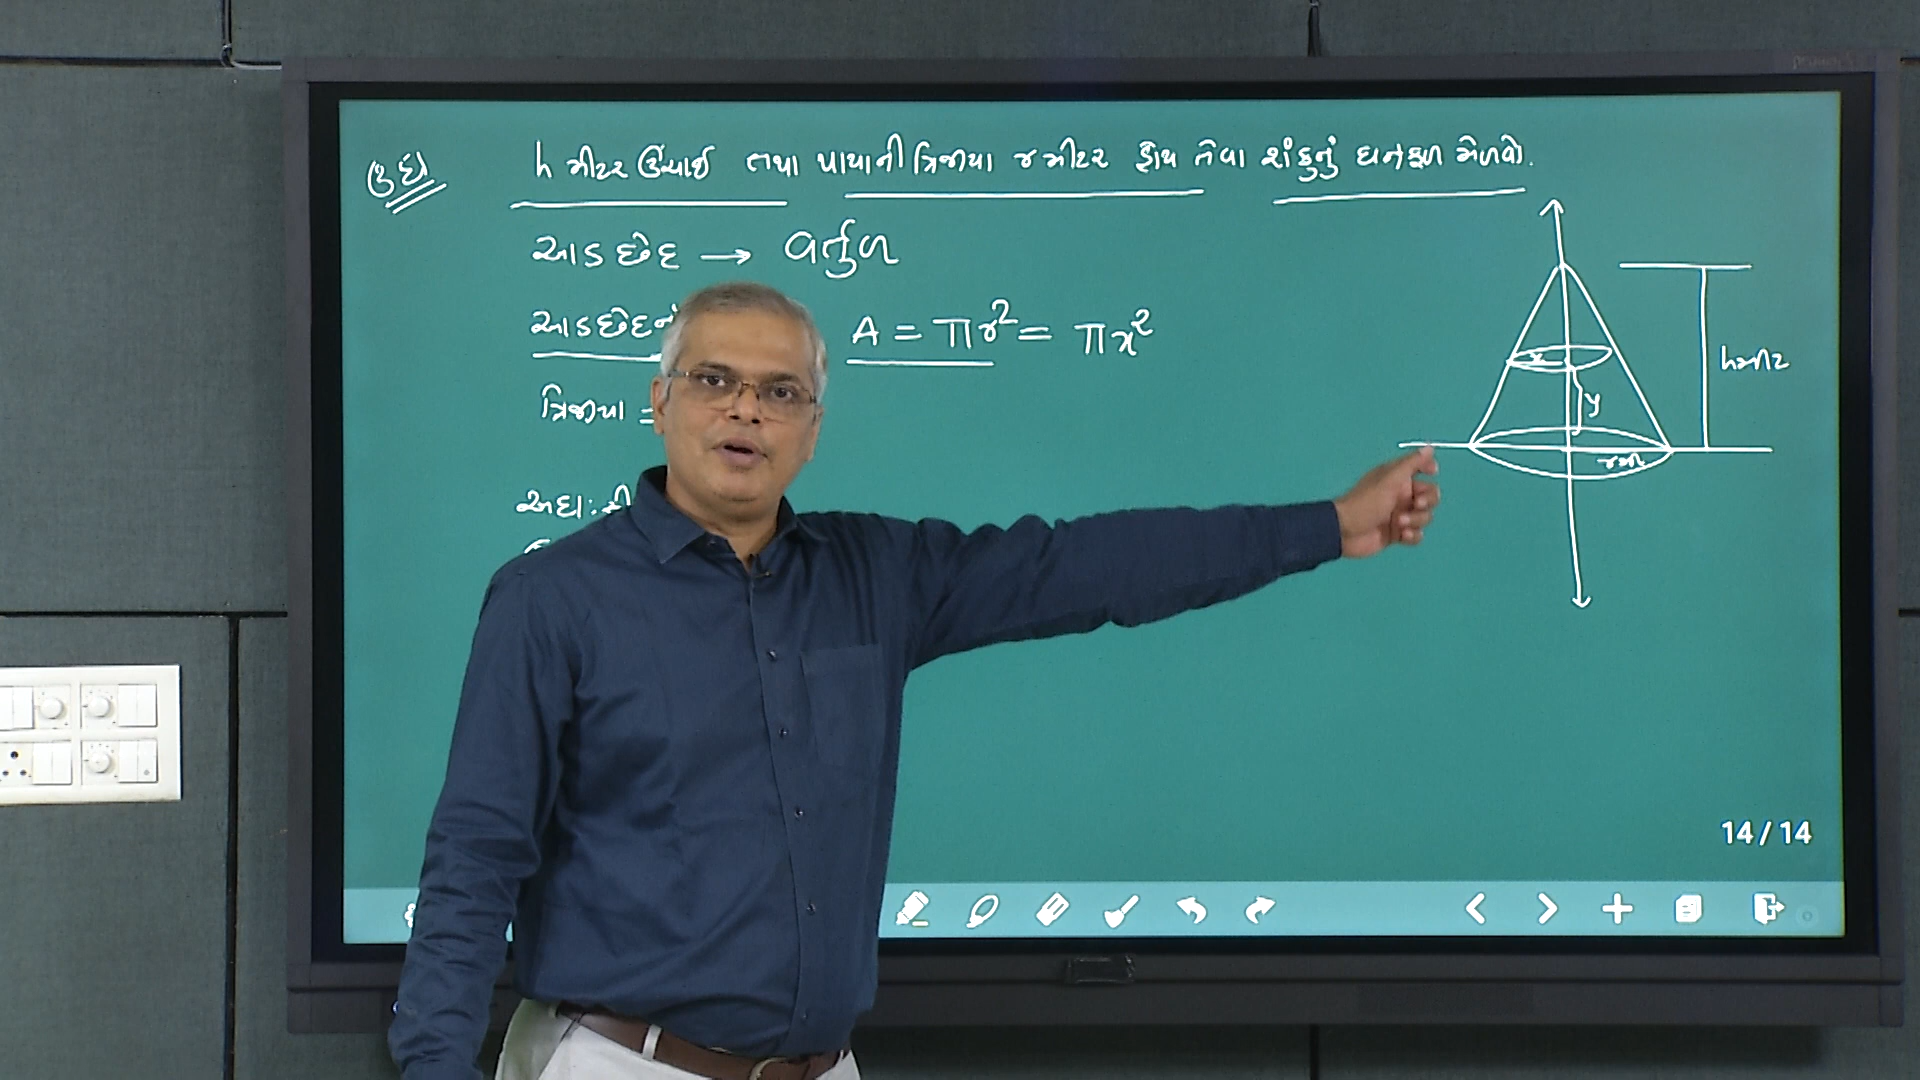 ઉદા
h મીટર ઊંચાઈ તથા પાયાની ત્રિજ્યા r મીટર હોય તેવા શંકુનું ઘનફળ મેળવો.
આડછેદ → વર્તુળ
આડછેદનું A = πr² = πx²
ત્રિજ્યા =
x
y
h મીટર
r મી
14 / 14